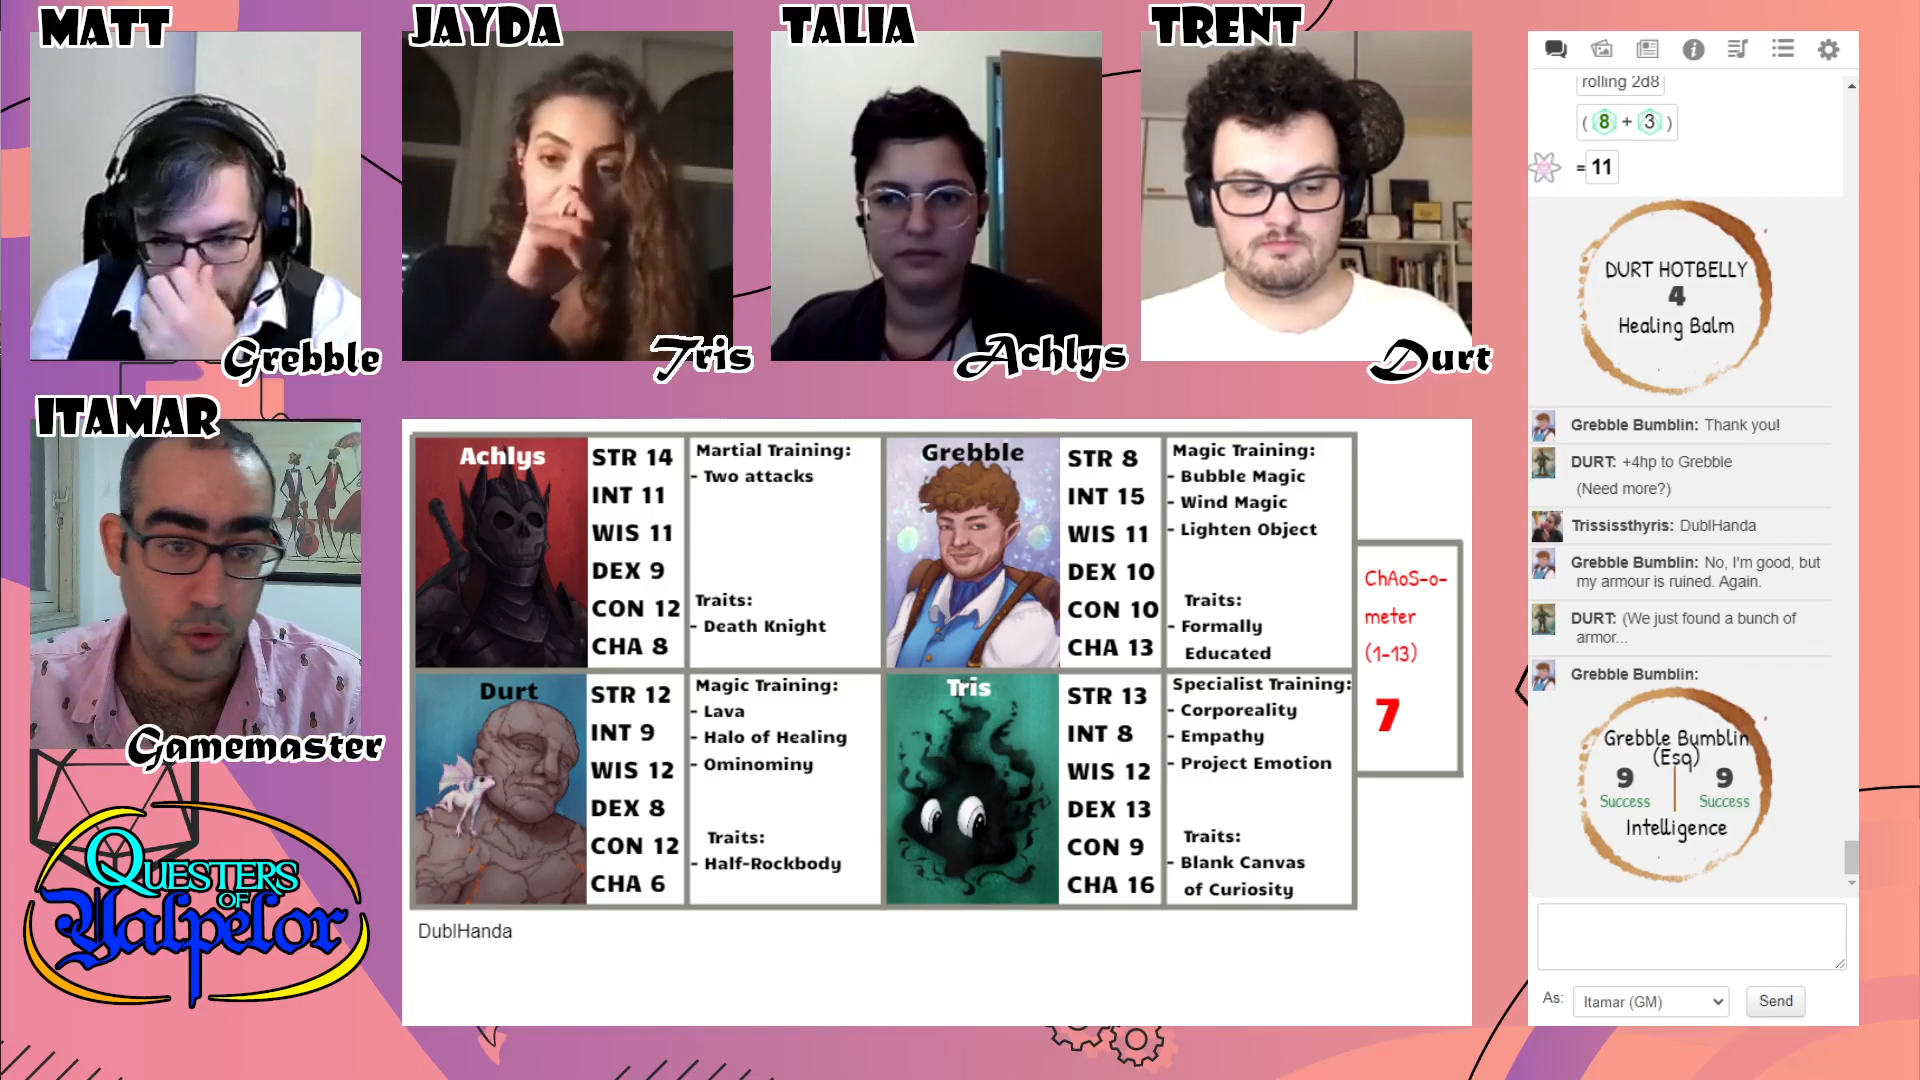 MATT
JAYDA
TALIA
TRENT
Grebble
Tris
Achlys
Durt
ITAMAR
Gamemaster
QUESTERS
OF
Yalpelor
Achlys
STR 14
INT 11
WIS 11
DEX 9
CON 12
CHA 8
Martial Training:
- Two attacks
Traits:
- Death Knight
Grebble
STR 8
INT 15
WIS 11
DEX 10
CON 10
CHA 13
Magic Training:
- Bubble Magic
- Wind Magic
- Lighten Object
Traits:
- Formally
Educated
Durt
STR 12
INT 9
WIS 12
DEX 8
CON 12
CHA 6
Magic Training:
- Lava
- Halo of Healing
- Ominominy
Traits:
- Half-Rockbody
Tris
STR 13
INT 8
WIS 12
DEX 13
CON 9
CHA 16
Specialist Training:
- Corporeality
- Empathy
- Project Emotion
Traits:
- Blank Canvas
of Curiosity
ChAoS-o-
meter
(1-13)
7
DublHanda
rolling 2d8
( 8 + 3 )
= 11
DURT HOTBELLY
4
Healing Balm
Grebble Bumblin: Thank you!
DURT: +4hp to Grebble
(Need more?)
Trississthyris: DublHanda
Grebble Bumblin: No, I'm good, but
my armour is ruined. Again.
DURT: (We just found a bunch of
armor...
Grebble Bumblin:
Grebble Bumblin
(Esq)
9 9
Success Success
Intelligence
As: Itamar (GM) Send